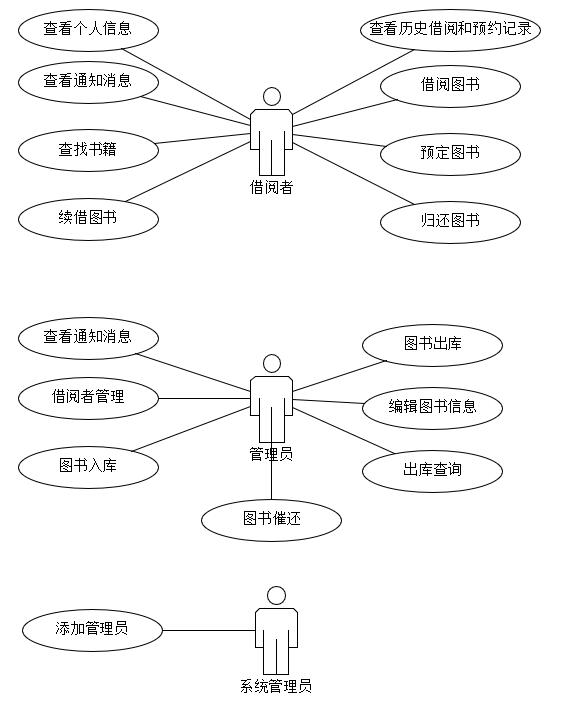 查看个人信息
查看历史借阅和预约记录
查看通知消息
借阅图书
查找书籍
预定图书
借阅者
续借图书
归还图书
查看通知消息
图书出库
借阅者管理
编辑图书信息
管理员
图书入库
出库查询
图书催还
添加管理员
系统管理员